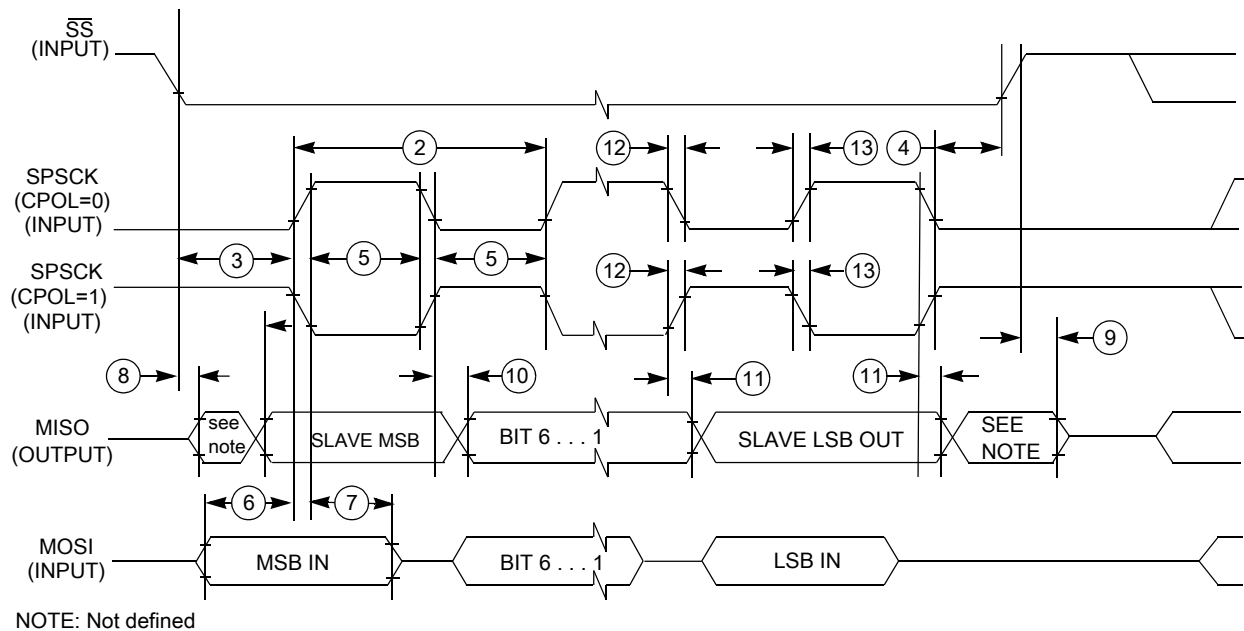 SS
(INPUT)
2
12
13
4
SPSCK
(CPOL=0)
(INPUT)
3
5
5
12
13
SPSCK
(CPOL=1)
(INPUT)
8
10
11
11
9
MISO
(OUTPUT)
see
note
SLAVE MSB
BIT 6 . . . 1
SLAVE LSB OUT
SEE
NOTE
6
7
MOSI
(INPUT)
MSB IN
BIT 6 . . . 1
LSB IN
NOTE: Not defined